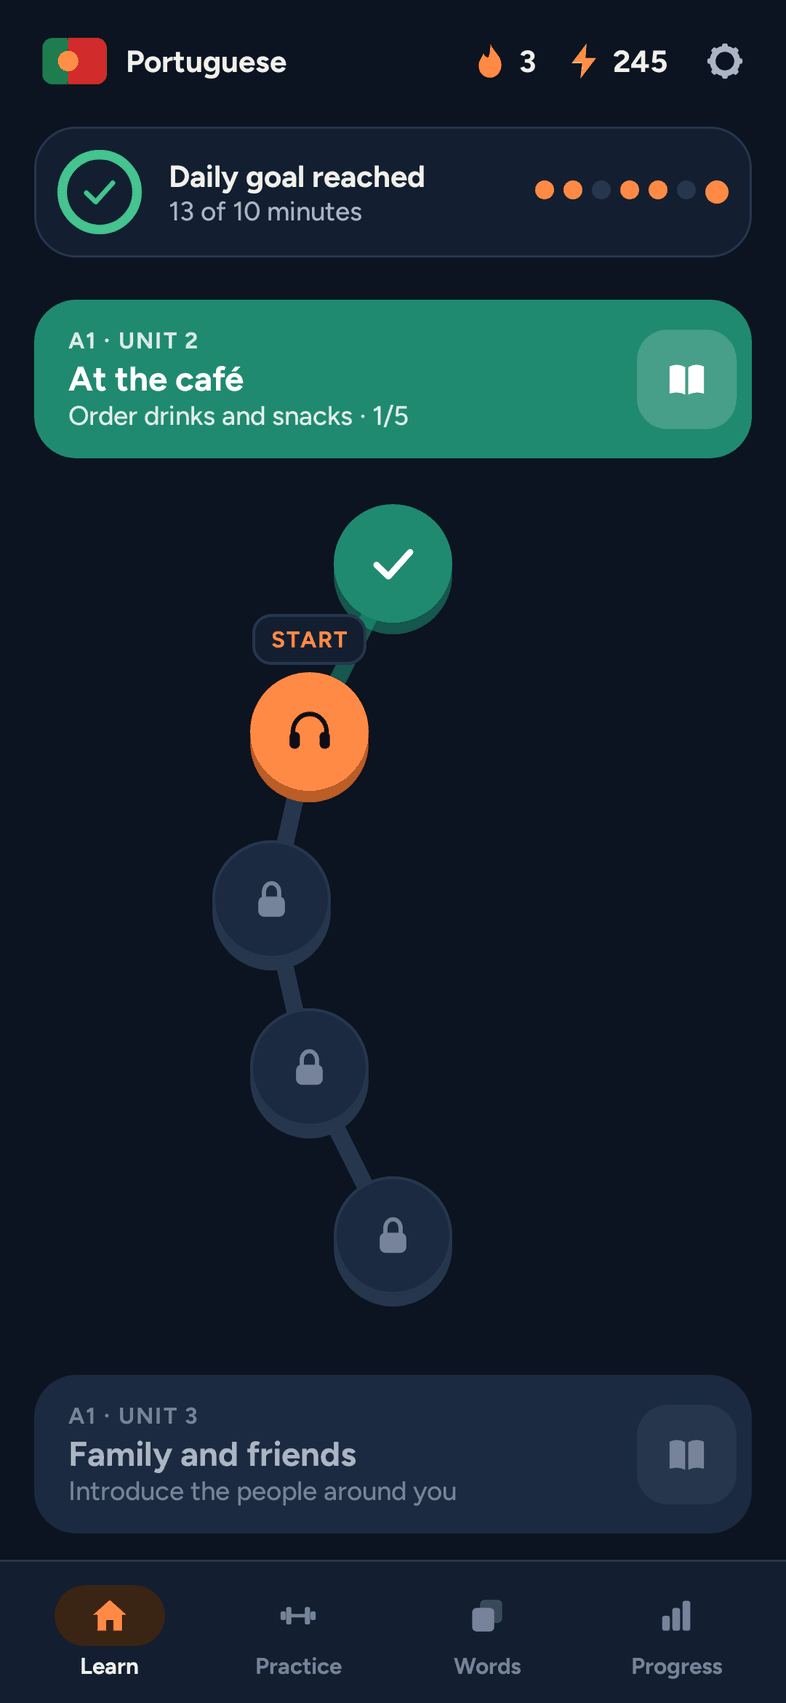 Portuguese
3
245
Daily goal reached
13 of 10 minutes
A1 · UNIT 2
At the café
Order drinks and snacks · 1/5
START
A1 · UNIT 3
Family and friends
Introduce the people around you
Learn
Practice
Words
Progress